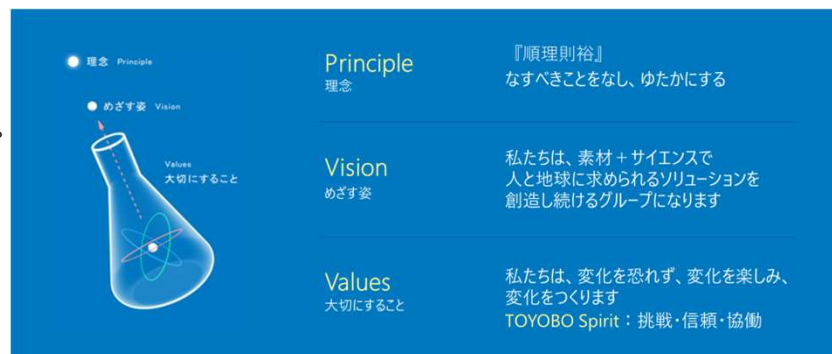 理念 Principle
めざす姿 Vision
Values
大切にすること
Principle
理念
『順理則裕』
なすべきことをなし、ゆたかにする
Vision
めざす姿
私たちは、素材+サイエンスで
人と地球に求められるソリューションを
創造し続けるグループになります
Values
大切にすること
私たちは、変化を恐れず、変化を楽しみ、
変化をつくります
TOYOBO Spirit:挑戦・信頼・協働